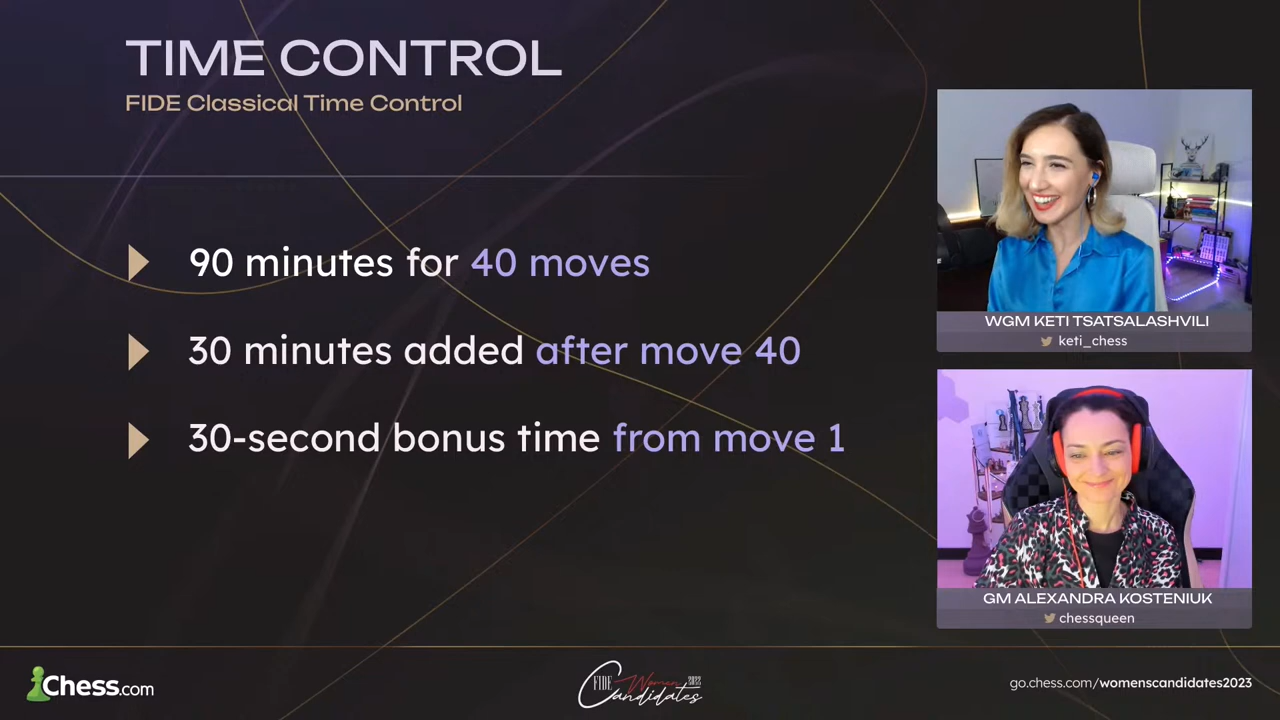 TIME CONTROL
FIDE Classical Time Control
90 minutes for 40 moves
30 minutes added after move 40
30-second bonus time from move 1
WGM KETI TSATSALASHVILI
keti_chess
GM ALEXANDRA KOSTENIUK
chessqueen
Chess.com
FIDE Women 2022
Candidates
go.chess.com/womenscandidates2023